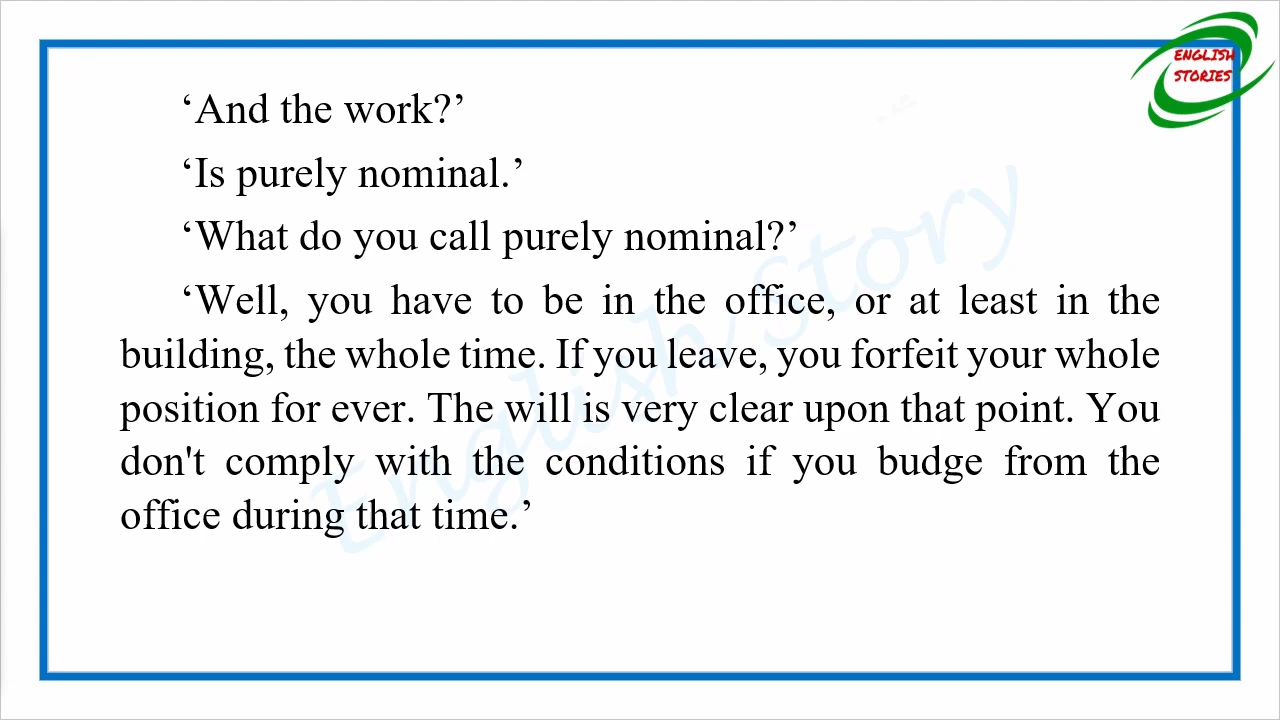 ENGLISH
STORIES
‘And the work?’
‘Is purely nominal.’
‘What do you call purely nominal?’
‘Well, you have to be in the office, or at least in the
building, the whole time. If you leave, you forfeit your whole
position for ever. The will is very clear upon that point. You
don't comply with the conditions if you budge from the
office during that time.’
English Story